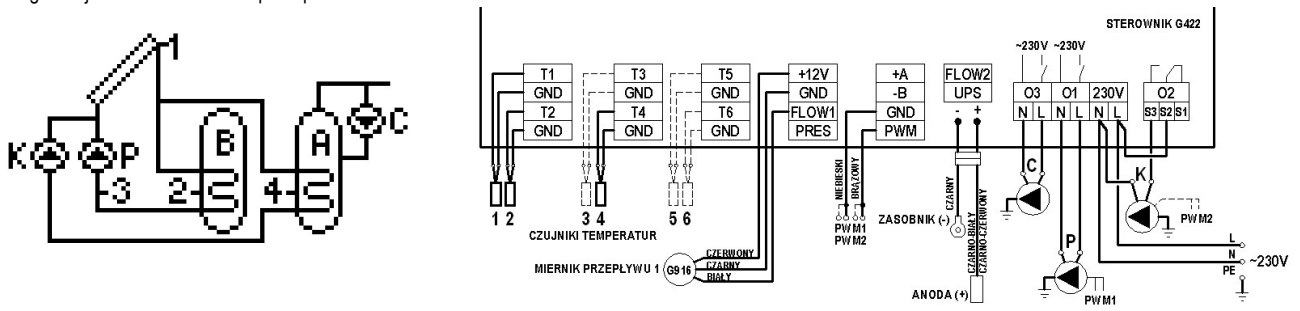 STEROWNIK G422
~230V ~230V
T1 T3 T5 +12V +A FLOW2
GND GND GND GND -B UPS O3 O1 230V O2
T2 T4 T6 FLOW1 GND - + N L N L N L S3 S2 S1
GND GND GND PRES PWM
1
K P B A C
3 2 4
1 2 3 4 5 6
CZUJNIKI TEMPERATUR
NIEBIESKI BRĄZOWY
PWM1
PWM2
CZARNY
ZASOBNIK (-)
CZARNO-BIAŁY
CZARNO-CZERWONY
ANODA (+)
C
K
PWM2
P
PWM1
MIERNIK PRZEPŁYWU 1 G916
CZERWONY
CZARNY
BIAŁY
L
N
PE
~230V